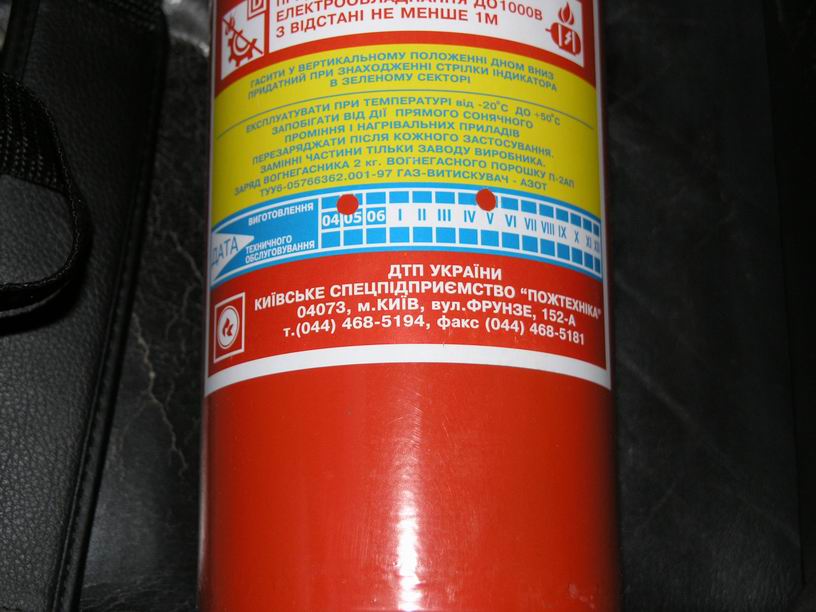 ЕЛЕКТРООБЛАДНАННЯ ДО 1000В
З ВІДСТАНІ НЕ МЕНШЕ 1М
ГАСИТИ У ВЕРТИКАЛЬНОМУ ПОЛОЖЕННІ ДНОМ ВНИЗ
ПРИДАТНИЙ ПРИ ЗНАХОДЖЕННІ СТРІЛКИ ІНДИКАТОРА
В ЗЕЛЕНОМУ СЕКТОРІ
ЕКСПЛУАТУВАТИ ПРИ ТЕМПЕРАТУРІ від -20°С ДО +50°С
ЗАПОБІГАТИ ВІД ДІЇ ПРЯМОГО СОНЯЧНОГО
ПРОМІННЯ І НАГРІВАЛЬНИХ ПРИЛАДІВ
ПЕРЕЗАРЯДЖАТИ ПІСЛЯ КОЖНОГО ЗАСТОСУВАННЯ.
ЗАМІННІ ЧАСТИНИ ТІЛЬКИ ЗАВОДУ ВИРОБНИКА.
ЗАРЯД ВОГНЕГАСНИКА 2 кг. ВОГНЕГАСНОГО ПОРОШКУ П-2АП
ТУУ6-05766362.001-97 ГАЗ-ВИТИСКУВАЧ - АЗОТ
ВИГОТОВЛЕННЯ
ДАТА
04 05 06 I II III IV V VI VII VIII IX X XI XII
ТЕХНІЧНОГО
ОБСЛУГОВУВАННЯ
ДТП УКРАЇНИ
КИЇВСЬКЕ СПЕЦПІДПРИЄМСТВО "ПОЖТЕХНІКА"
04073, м.КИЇВ, вул.ФРУНЗЕ, 152-А
т.(044) 468-5194, факс (044) 468-5181